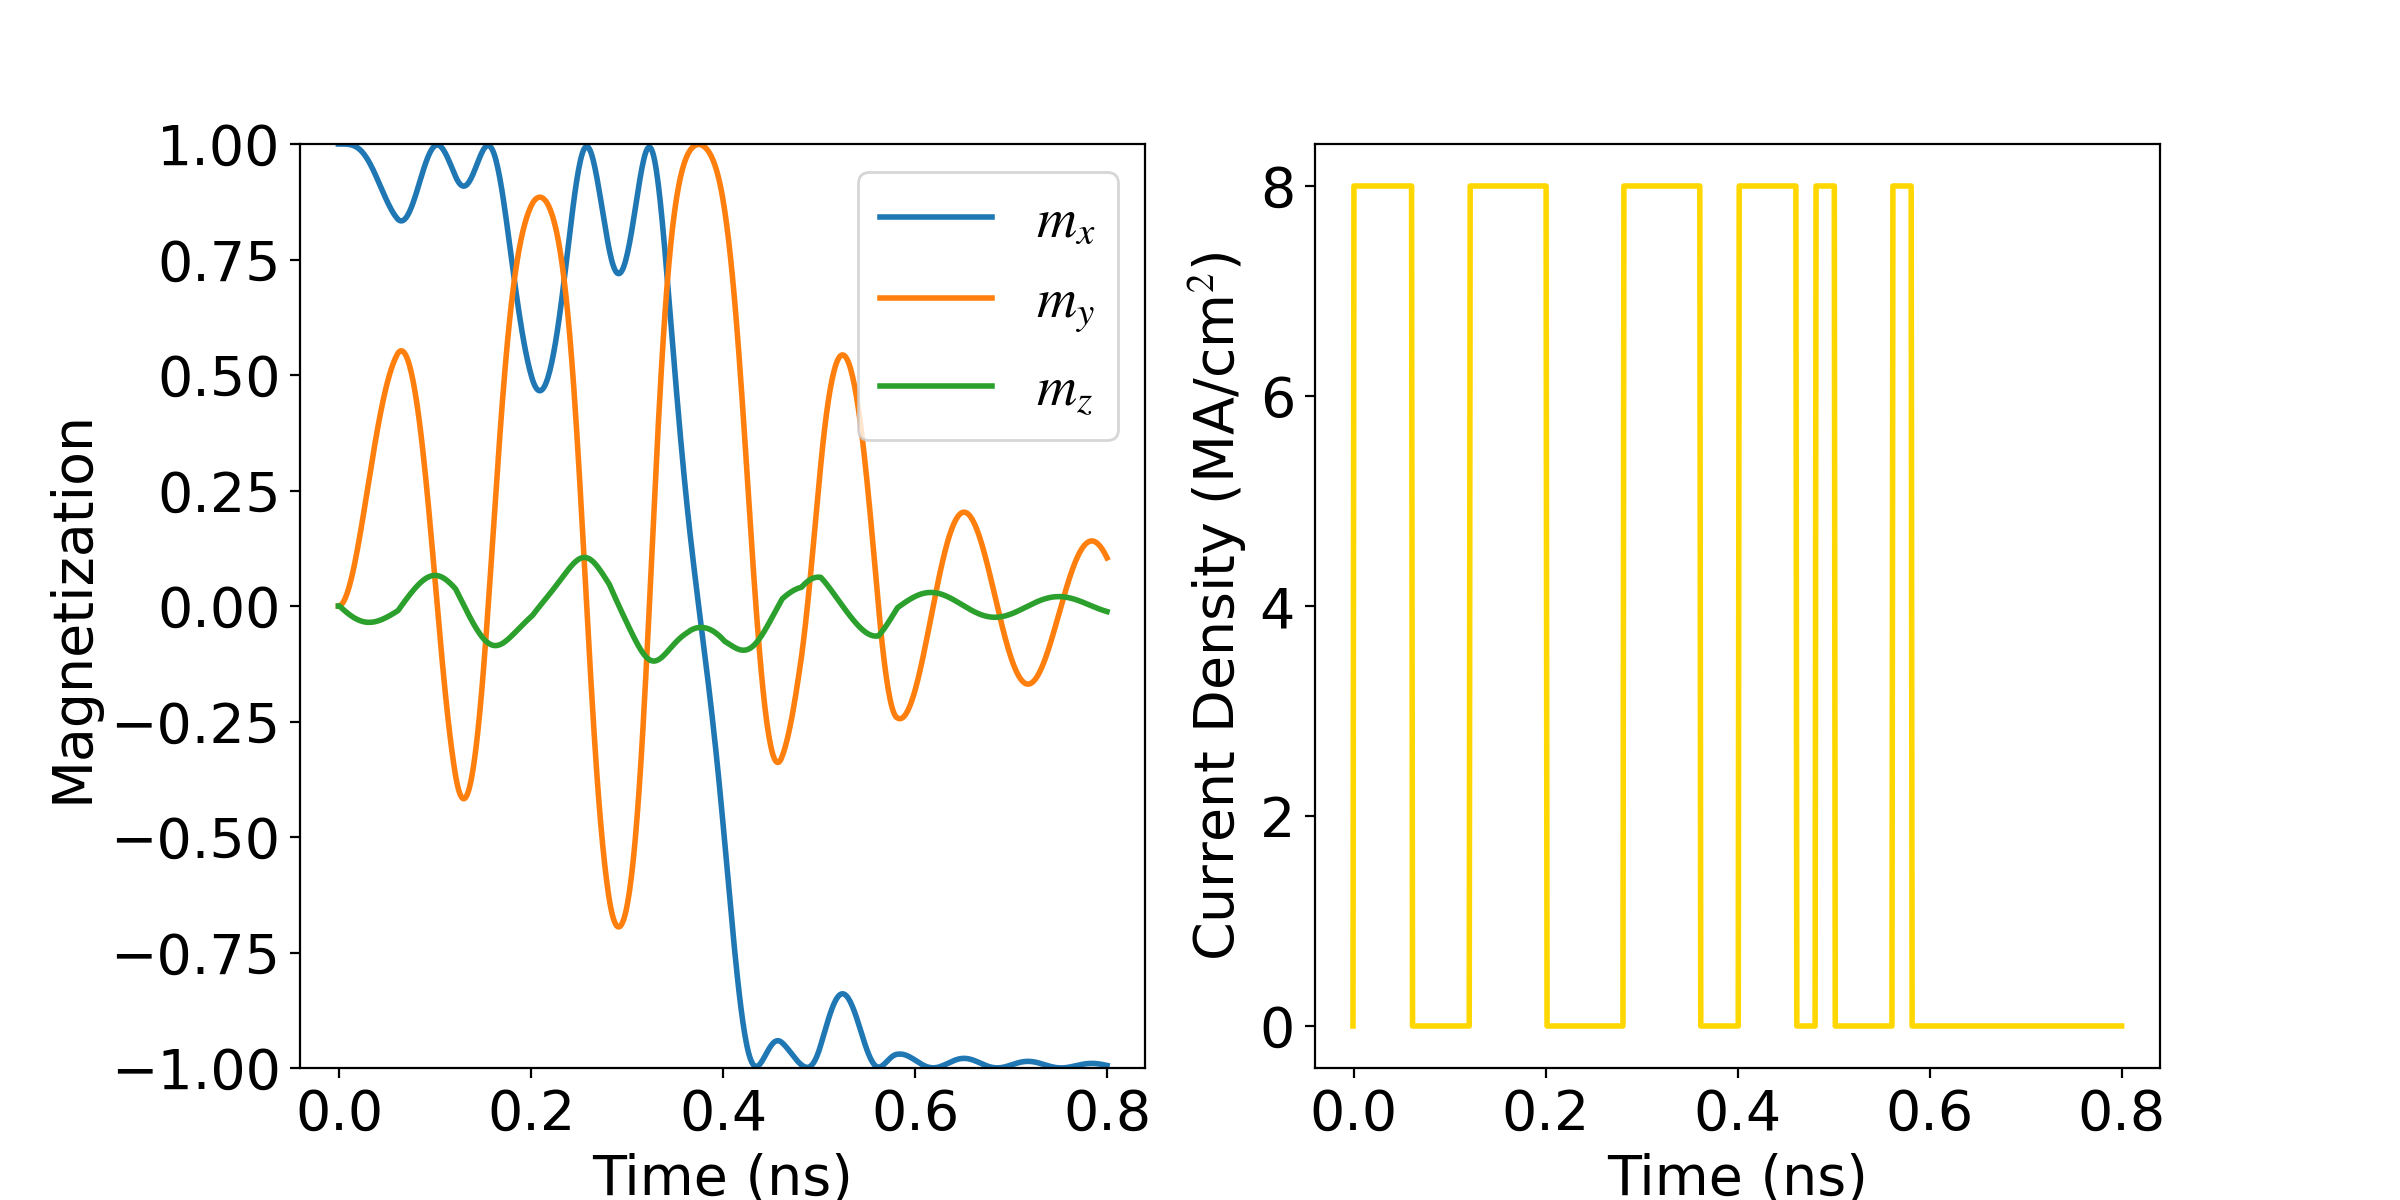 Magnetization
1.00
0.75
0.50
0.25
0.00
−0.25
−0.50
−0.75
−1.00
0.0 0.2 0.4 0.6 0.8
Time (ns)
m_x
m_y
m_z
Current Density (MA/cm²)
8
6
4
2
0
0.0 0.2 0.4 0.6 0.8
Time (ns)